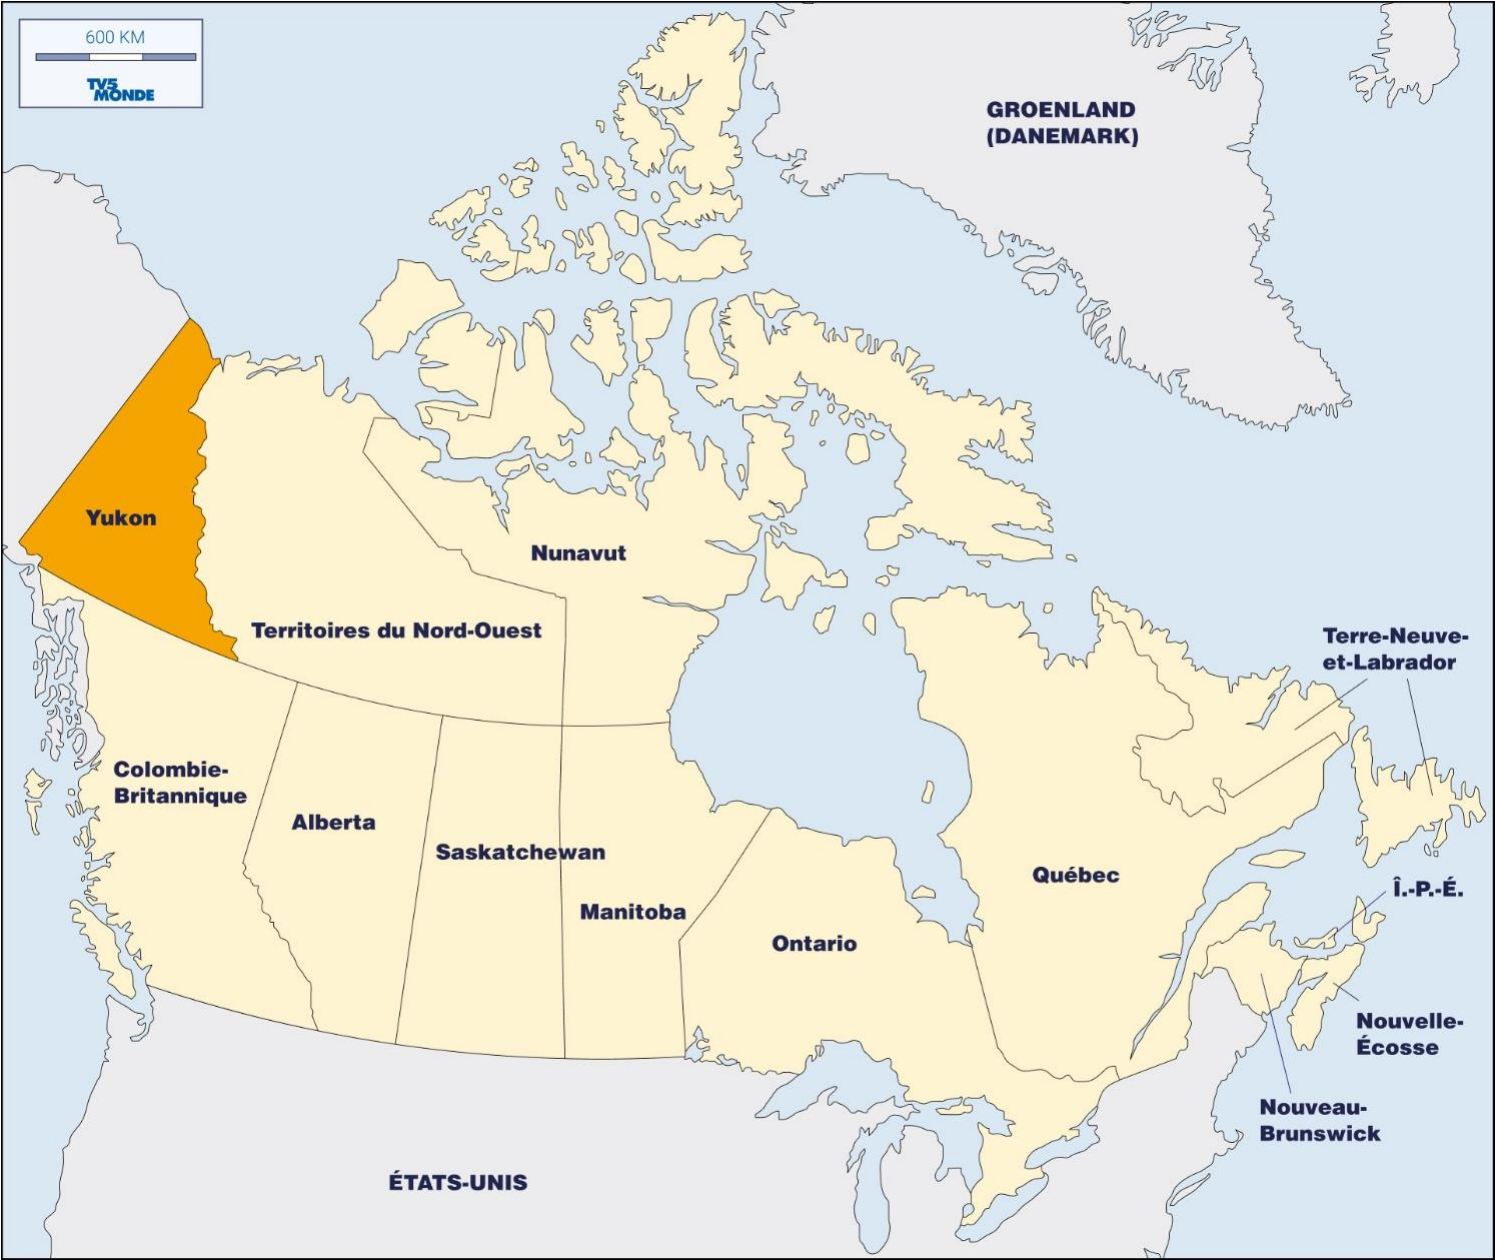 600 KM
TV5
MONDE
GROENLAND
(DANEMARK)
Yukon
Nunavut
Territoires du Nord-Ouest
Terre-Neuve-
et-Labrador
Colombie-
Britannique
Alberta
Saskatchewan
Québec
Î.-P.-É.
Manitoba
Ontario
Nouvelle-
Écosse
Nouveau-
Brunswick
ÉTATS-UNIS